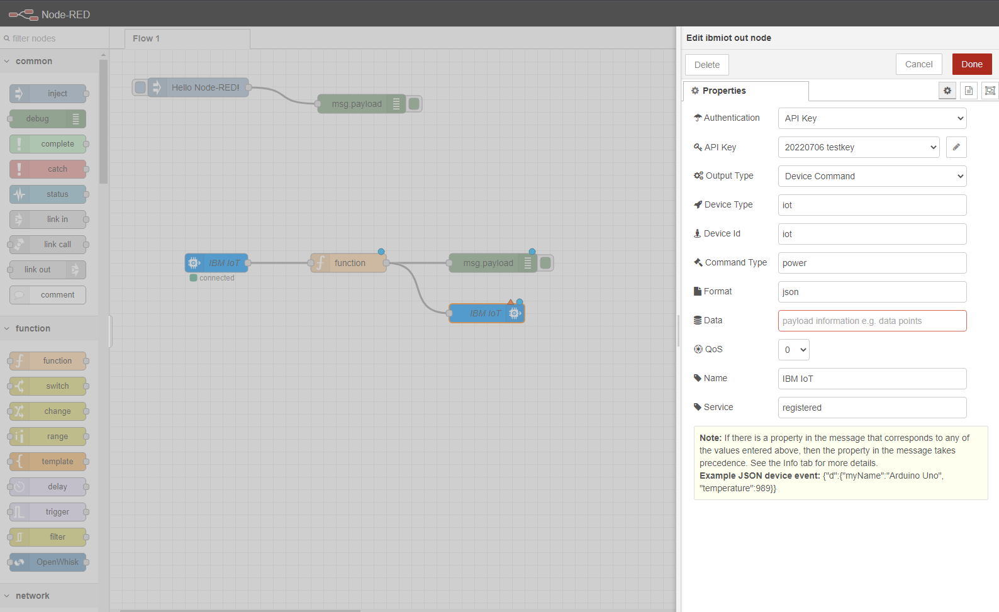 Node-RED
filter nodes
Flow 1
common
inject
debug
complete
catch
status
link in
link call
link out
comment
function
function
switch
change
range
template
delay
trigger
filter
OpenWhisk
network
Hello Node-RED!
msg.payload
IBM IoT
connected
function
msg.payload
IBM IoT
Edit ibmiot out node
Delete
Cancel
Done
Properties
Authentication
API Key
API Key
20220706 testkey
Output Type
Device Command
Device Type
iot
Device Id
iot
Command Type
power
Format
json
Data
payload information e.g. data points
QoS
0
Name
IBM IoT
Service
registered
Note: If there is a property in the message that corresponds to any of
the values entered above, then the property in the message takes
precedence. See the Info tab for more details.
Example JSON device event: {"d":{"myName":"Arduino Uno",
"temperature":989}}